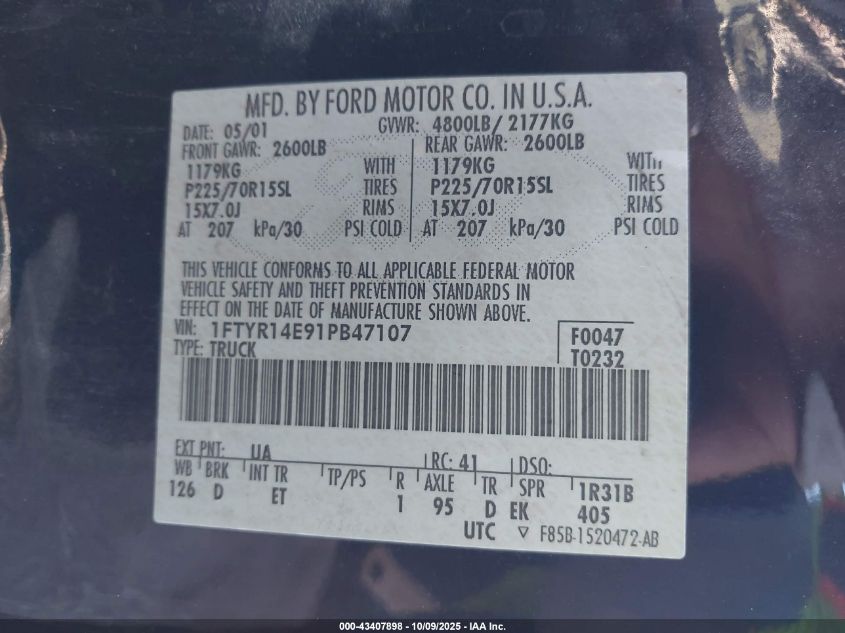 MFD. BY FORD MOTOR CO. IN U.S.A.
DATE: 05/01 GVWR: 4800LB/ 2177KG
FRONT GAWR: 2600LB REAR GAWR: 2600LB
1179KG WITH 1179KG WITH
P225/70R15SL TIRES P225/70R15SL TIRES
15X7.0J RIMS 15X7.0J RIMS
AT 207 kPa/30 PSI COLD AT 207 kPa/30 PSI COLD
THIS VEHICLE CONFORMS TO ALL APPLICABLE FEDERAL MOTOR
VEHICLE SAFETY AND THEFT PREVENTION STANDARDS IN
EFFECT ON THE DATE OF MANUFACTURE SHOWN ABOVE.
VIN: 1FTYR14E91PB47107 F0047
TYPE: TRUCK T0232
EXT PNT: UA RC: 41 DSO:
WB BRK INT TR TP/PS R AXLE TR SPR 1R31B
126 D ET 1 95 D EK 405
UTC ▽ F85B-1520472-AB
000-43407898 - 10/09/2025 - IAA Inc.